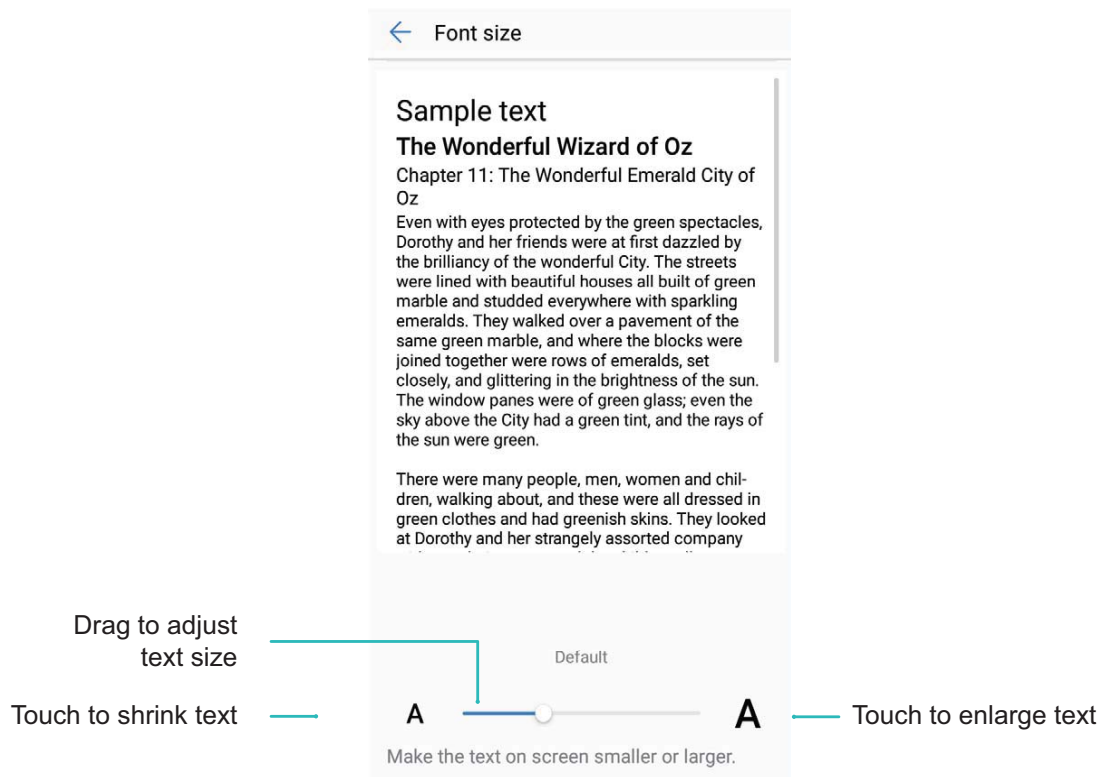 Font size
Sample text
The Wonderful Wizard of Oz
Chapter 11: The Wonderful Emerald City of
Oz
Even with eyes protected by the green spectacles,
Dorothy and her friends were at first dazzled by
the brilliancy of the wonderful City. The streets
were lined with beautiful houses all built of green
marble and studded everywhere with sparkling
emeralds. They walked over a pavement of the
same green marble, and where the blocks were
joined together were rows of emeralds, set
closely, and glittering in the brightness of the sun.
The window panes were of green glass; even the
sky above the City had a green tint, and the rays of
the sun were green.
There were many people, men, women and chil-
dren, walking about, and these were all dressed in
green clothes and had greenish skins. They looked
at Dorothy and her strangely assorted company
Drag to adjust
text size
Default
Touch to shrink text
A
A
Touch to enlarge text
Make the text on screen smaller or larger.